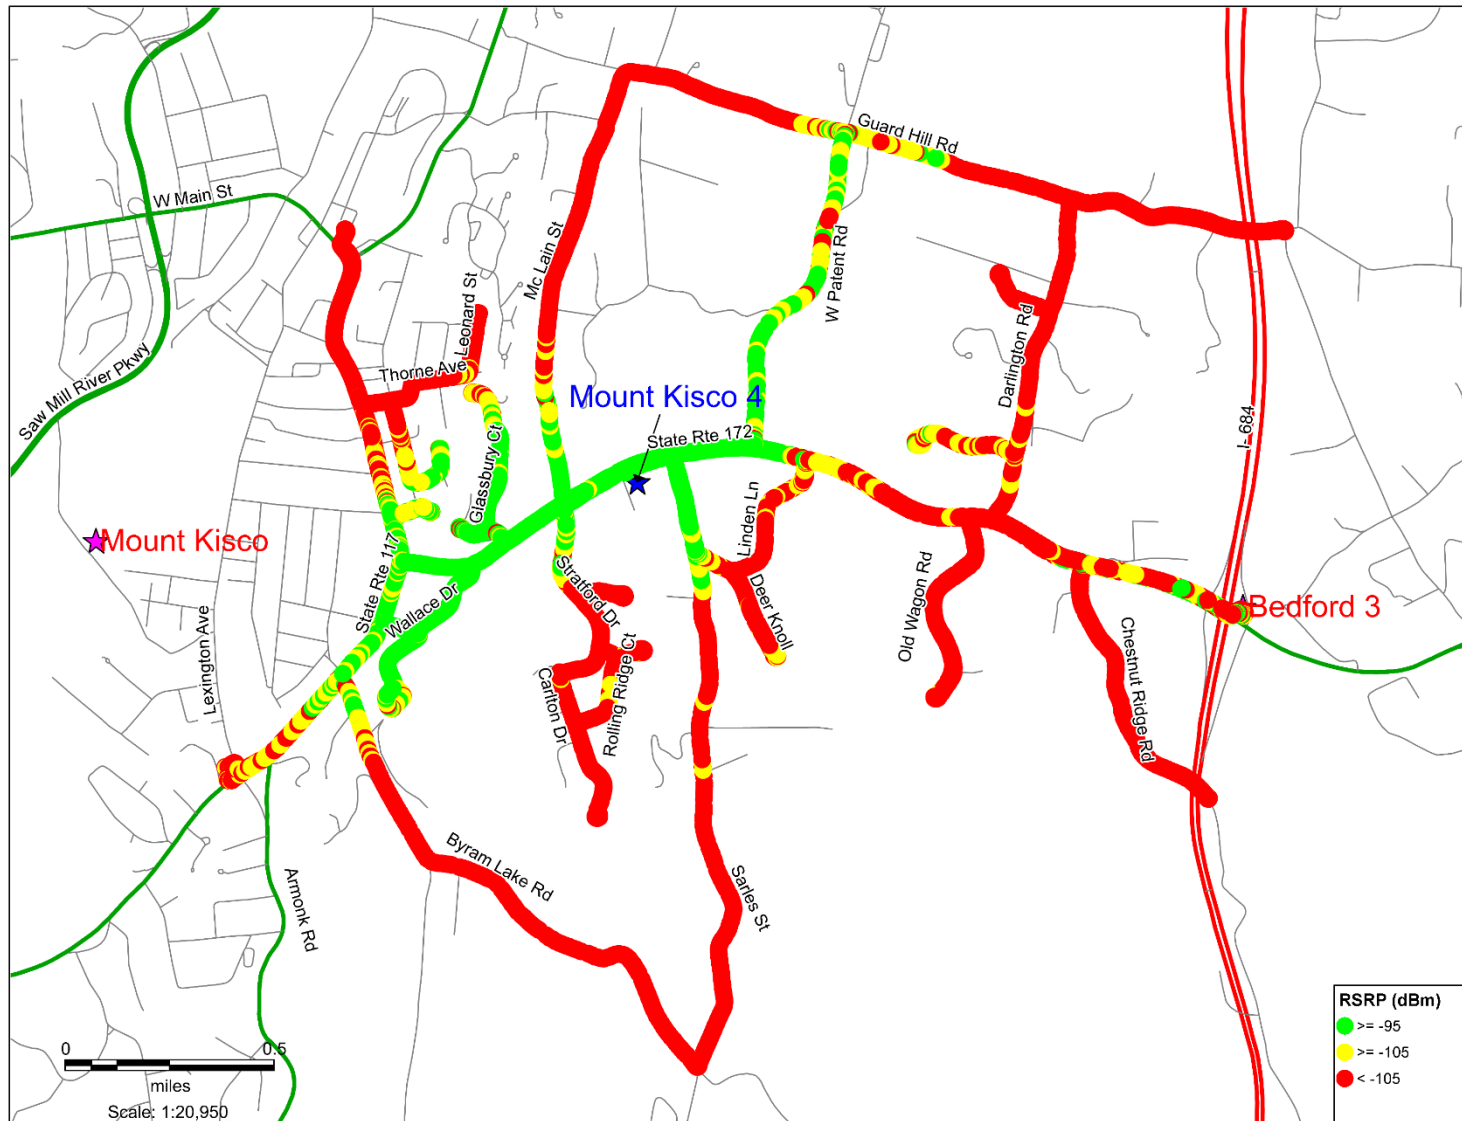 Guard Hill Rd
W Main St
Mc Lain St
W Patent Rd
Leonard St
Saw Mill River Pkwy
Thorne Ave
Darlington Rd
Mount Kisco 4
I- 684
State Rte 172
Glassbury Ct
Linden Ln
Mount Kisco
State Rte 117
Stratford Dr
Deer Knoll
Old Wagon Rd
Wallace Dr
Bedford 3
Lexington Ave
Rolling Ridge Ct
Carlton Dr
Chestnut Ridge Rd
Byram Lake Rd
Sarles St
Armonk Rd
RSRP (dBm)
>= -95
>= -105
< -105
0 0.5
miles
Scale: 1:20,950